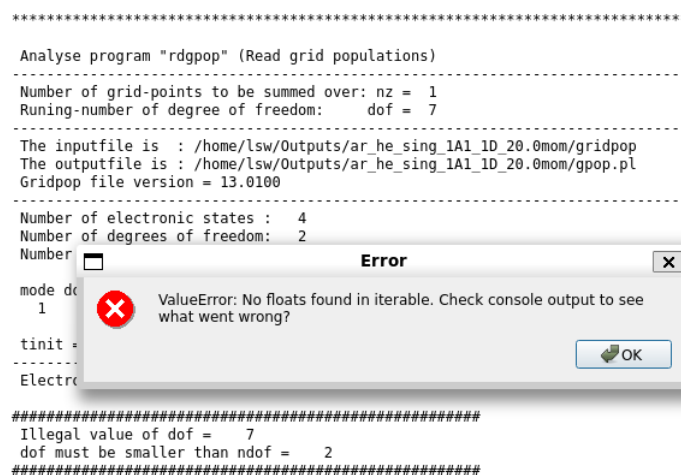 ******************************************************************************
Analyse program "rdgpop" (Read grid populations)
------------------------------------------------------------------------------
Number of grid-points to be summed over: nz =  1
Runing-number of degree of freedom:     dof =  7
------------------------------------------------------------------------------
The inputfile is  : /home/lsw/Outputs/ar_he_sing_1A1_1D_20.0mom/gridpop
The outputfile is : /home/lsw/Outputs/ar_he_sing_1A1_1D_20.0mom/gpop.pl
Gridpop file version = 13.0100
------------------------------------------------------------------------------
Number of electronic states :   4
Number of degrees of freedom:   2
Number
Error
mode
ValueError: No floats found in iterable. Check console output to see
1
what went wrong?
tinit =
OK
--------
######################################################
Illegal value of dof =    7
dof must be smaller than ndof =    2
######################################################